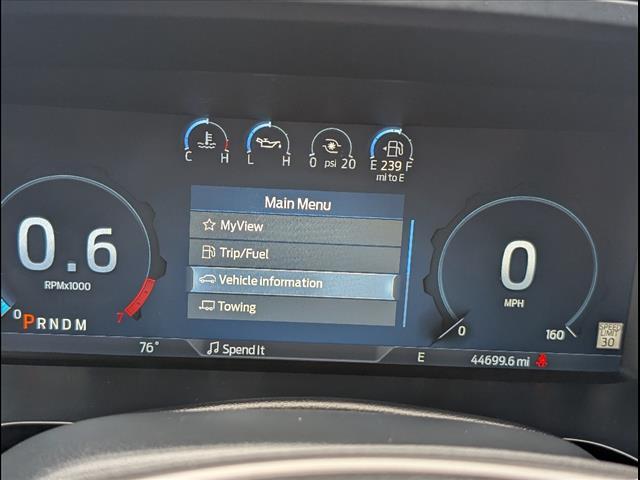 C H
L H
0 psi 20
E 239 F
mi to E
Main Menu
MyView
Trip/Fuel
Vehicle information
Towing
0.6
RPMx1000
0
7
PRNDM
0
MPH
0
160
SPEED
LIMIT
30
76°
Spend It
E
44699.6 mi